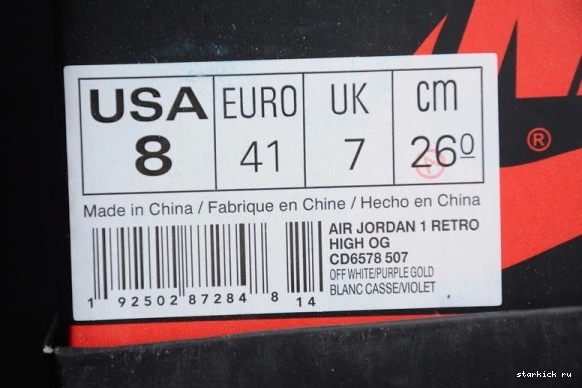 USA EURO UK cm
8 41 7 26 0
Made in China / Fabrique en Chine / Hecho en China
AIR JORDAN 1 RETRO
HIGH OG
CD6578 507
OFF WHITE/PURPLE GOLD
BLANC CASSE/VIOLET
1 92502 87284 8 14
®
starkick ru